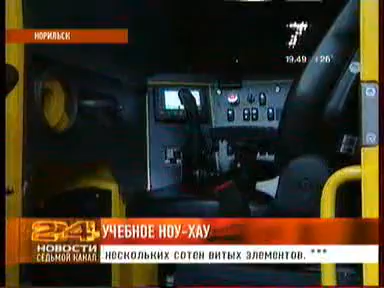 НОРИЛЬСК
7
19.49 +26°
24
НОВОСТИ
СЕДЬМОЙ КАНАЛ
УЧЕБНОЕ НОУ-ХАУ
нескольких сотен витых элементов. ***